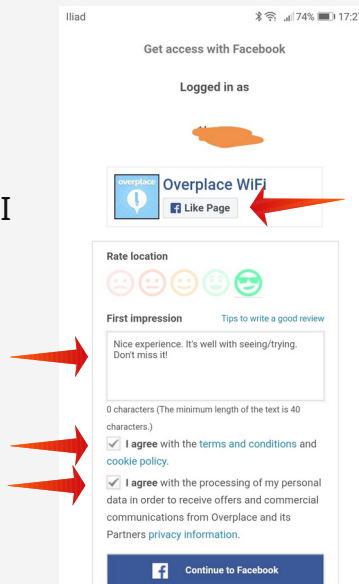 Iliad 74% 17:27
Get access with Facebook
Logged in as
overplace
Overplace WiFi
Like Page
I
Rate location
First impression Tips to write a good review
Nice experience. It's well with seeing/trying.
Don't miss it!
0 characters (The minimum length of the text is 40
characters.)
I agree with the terms and conditions and
cookie policy.
I agree with the processing of my personal
data in order to receive offers and commercial
communications from Overplace and its
Partners privacy information.
Continue to Facebook